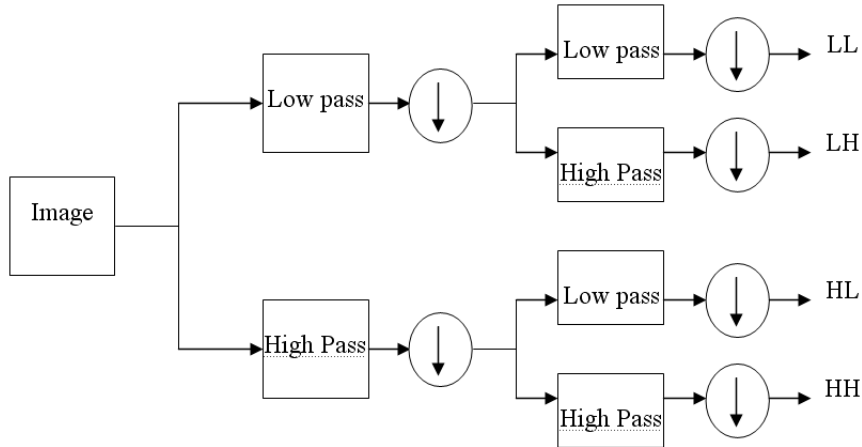 Low pass
LL
Low pass
High Pass
LH
Image
High Pass
Low pass
HL
High Pass
HH